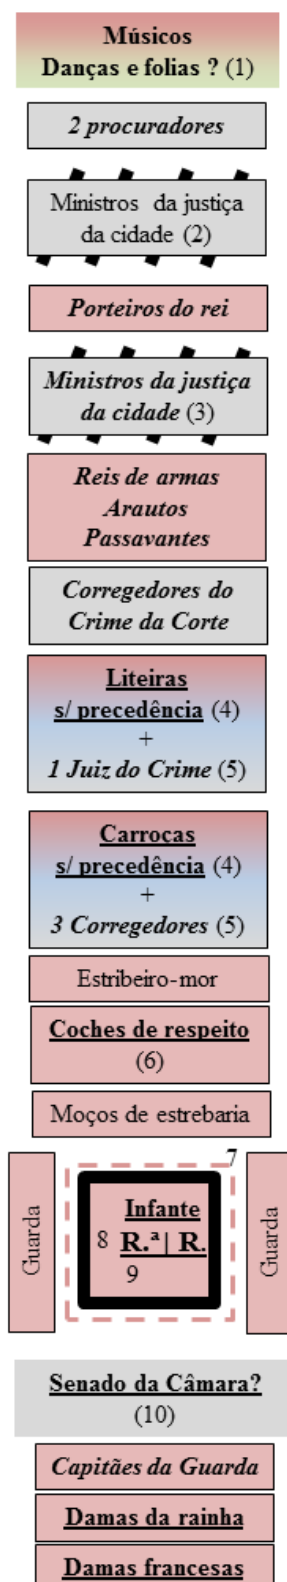 Músicos
Danças e folias ? (1)
2 procuradores
Ministros da justiça
da cidade (2)
Porteiros do rei
Ministros da justiça
da cidade (3)
Reis de armas
Arautos
Passavantes
Corregedores do
Crime da Corte
Liteiras
s/ precedência (4)
+
1 Juiz do Crime (5)
Carroças
s/ precedência (4)
+
3 Corregedores (5)
Estribeiro-mor
Coches de respeito
(6)
Moços de estrebaria
7
Guarda
Infante
8 R.ª | R.
9
Guarda
Senado da Câmara?
(10)
Capitães da Guarda
Damas da rainha
Damas francesas